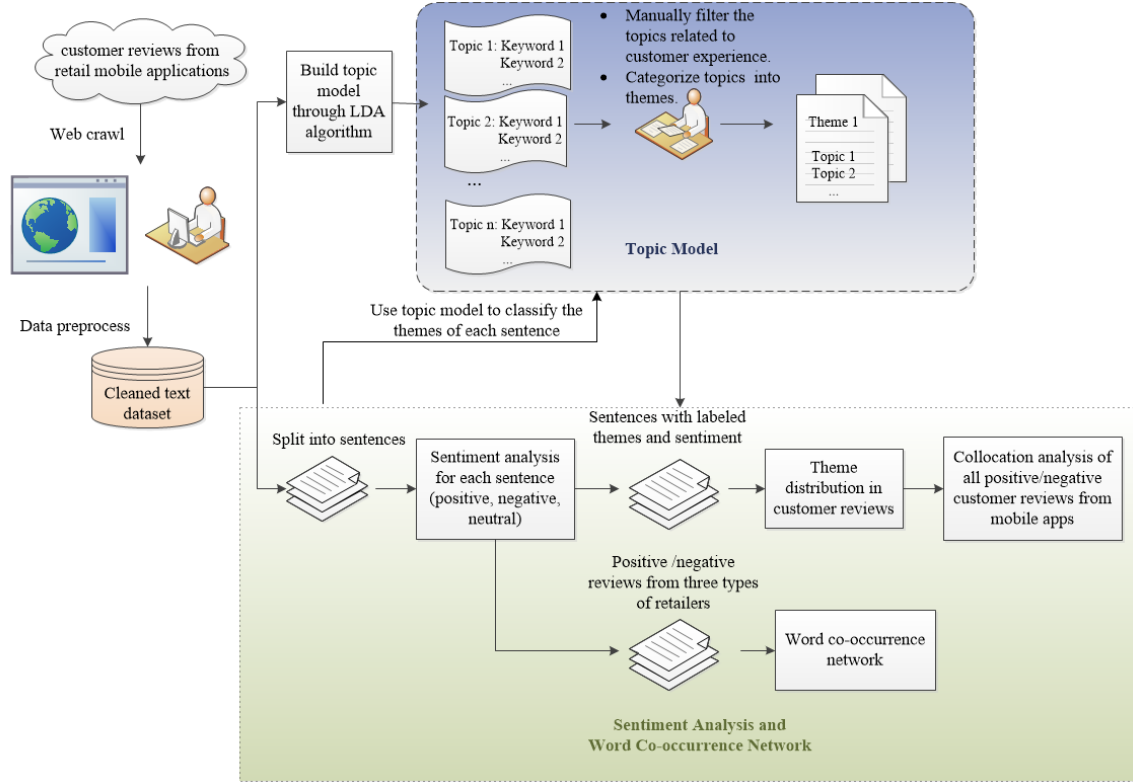 customer reviews from
retail mobile applications
Web crawl
Data preprocess
Cleaned text
dataset
Build topic
model
through LDA
algorithm
Topic 1: Keyword 1
Keyword 2
...
Topic 2: Keyword 1
Keyword 2
...
...
Topic n: Keyword 1
Keyword 2
...
• Manually filter the
topics related to
customer experience.
• Categorize topics into
themes.
Theme 1
Topic 1
Topic 2
...
Topic Model
Use topic model to classify the
themes of each sentence
Split into sentences
Sentiment analysis
for each sentence
(positive, negative,
neutral)
Sentences with labeled
themes and sentiment
Theme
distribution in
customer reviews
Collocation analysis of
all positive/negative
customer reviews from
mobile apps
Positive /negative
reviews from three types
of retailers
Word co-occurrence
network
Sentiment Analysis and
Word Co-occurrence Network